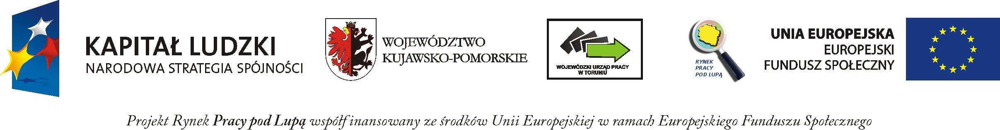 KAPITAŁ LUDZKI
NARODOWA STRATEGIA SPÓJNOŚCI
WOJEWÓDZTWO
KUJAWSKO-POMORSKIE
WOJEWÓDZKI URZĄD PRACY
W TORUNIU
RYNEK
PRACY
POD LUPĄ
UNIA EUROPEJSKA
EUROPEJSKI
FUNDUSZ SPOŁECZNY
Projekt Rynek Pracy pod Lupą współfinansowany ze środków Unii Europejskiej w ramach Europejskiego Funduszu Społecznego